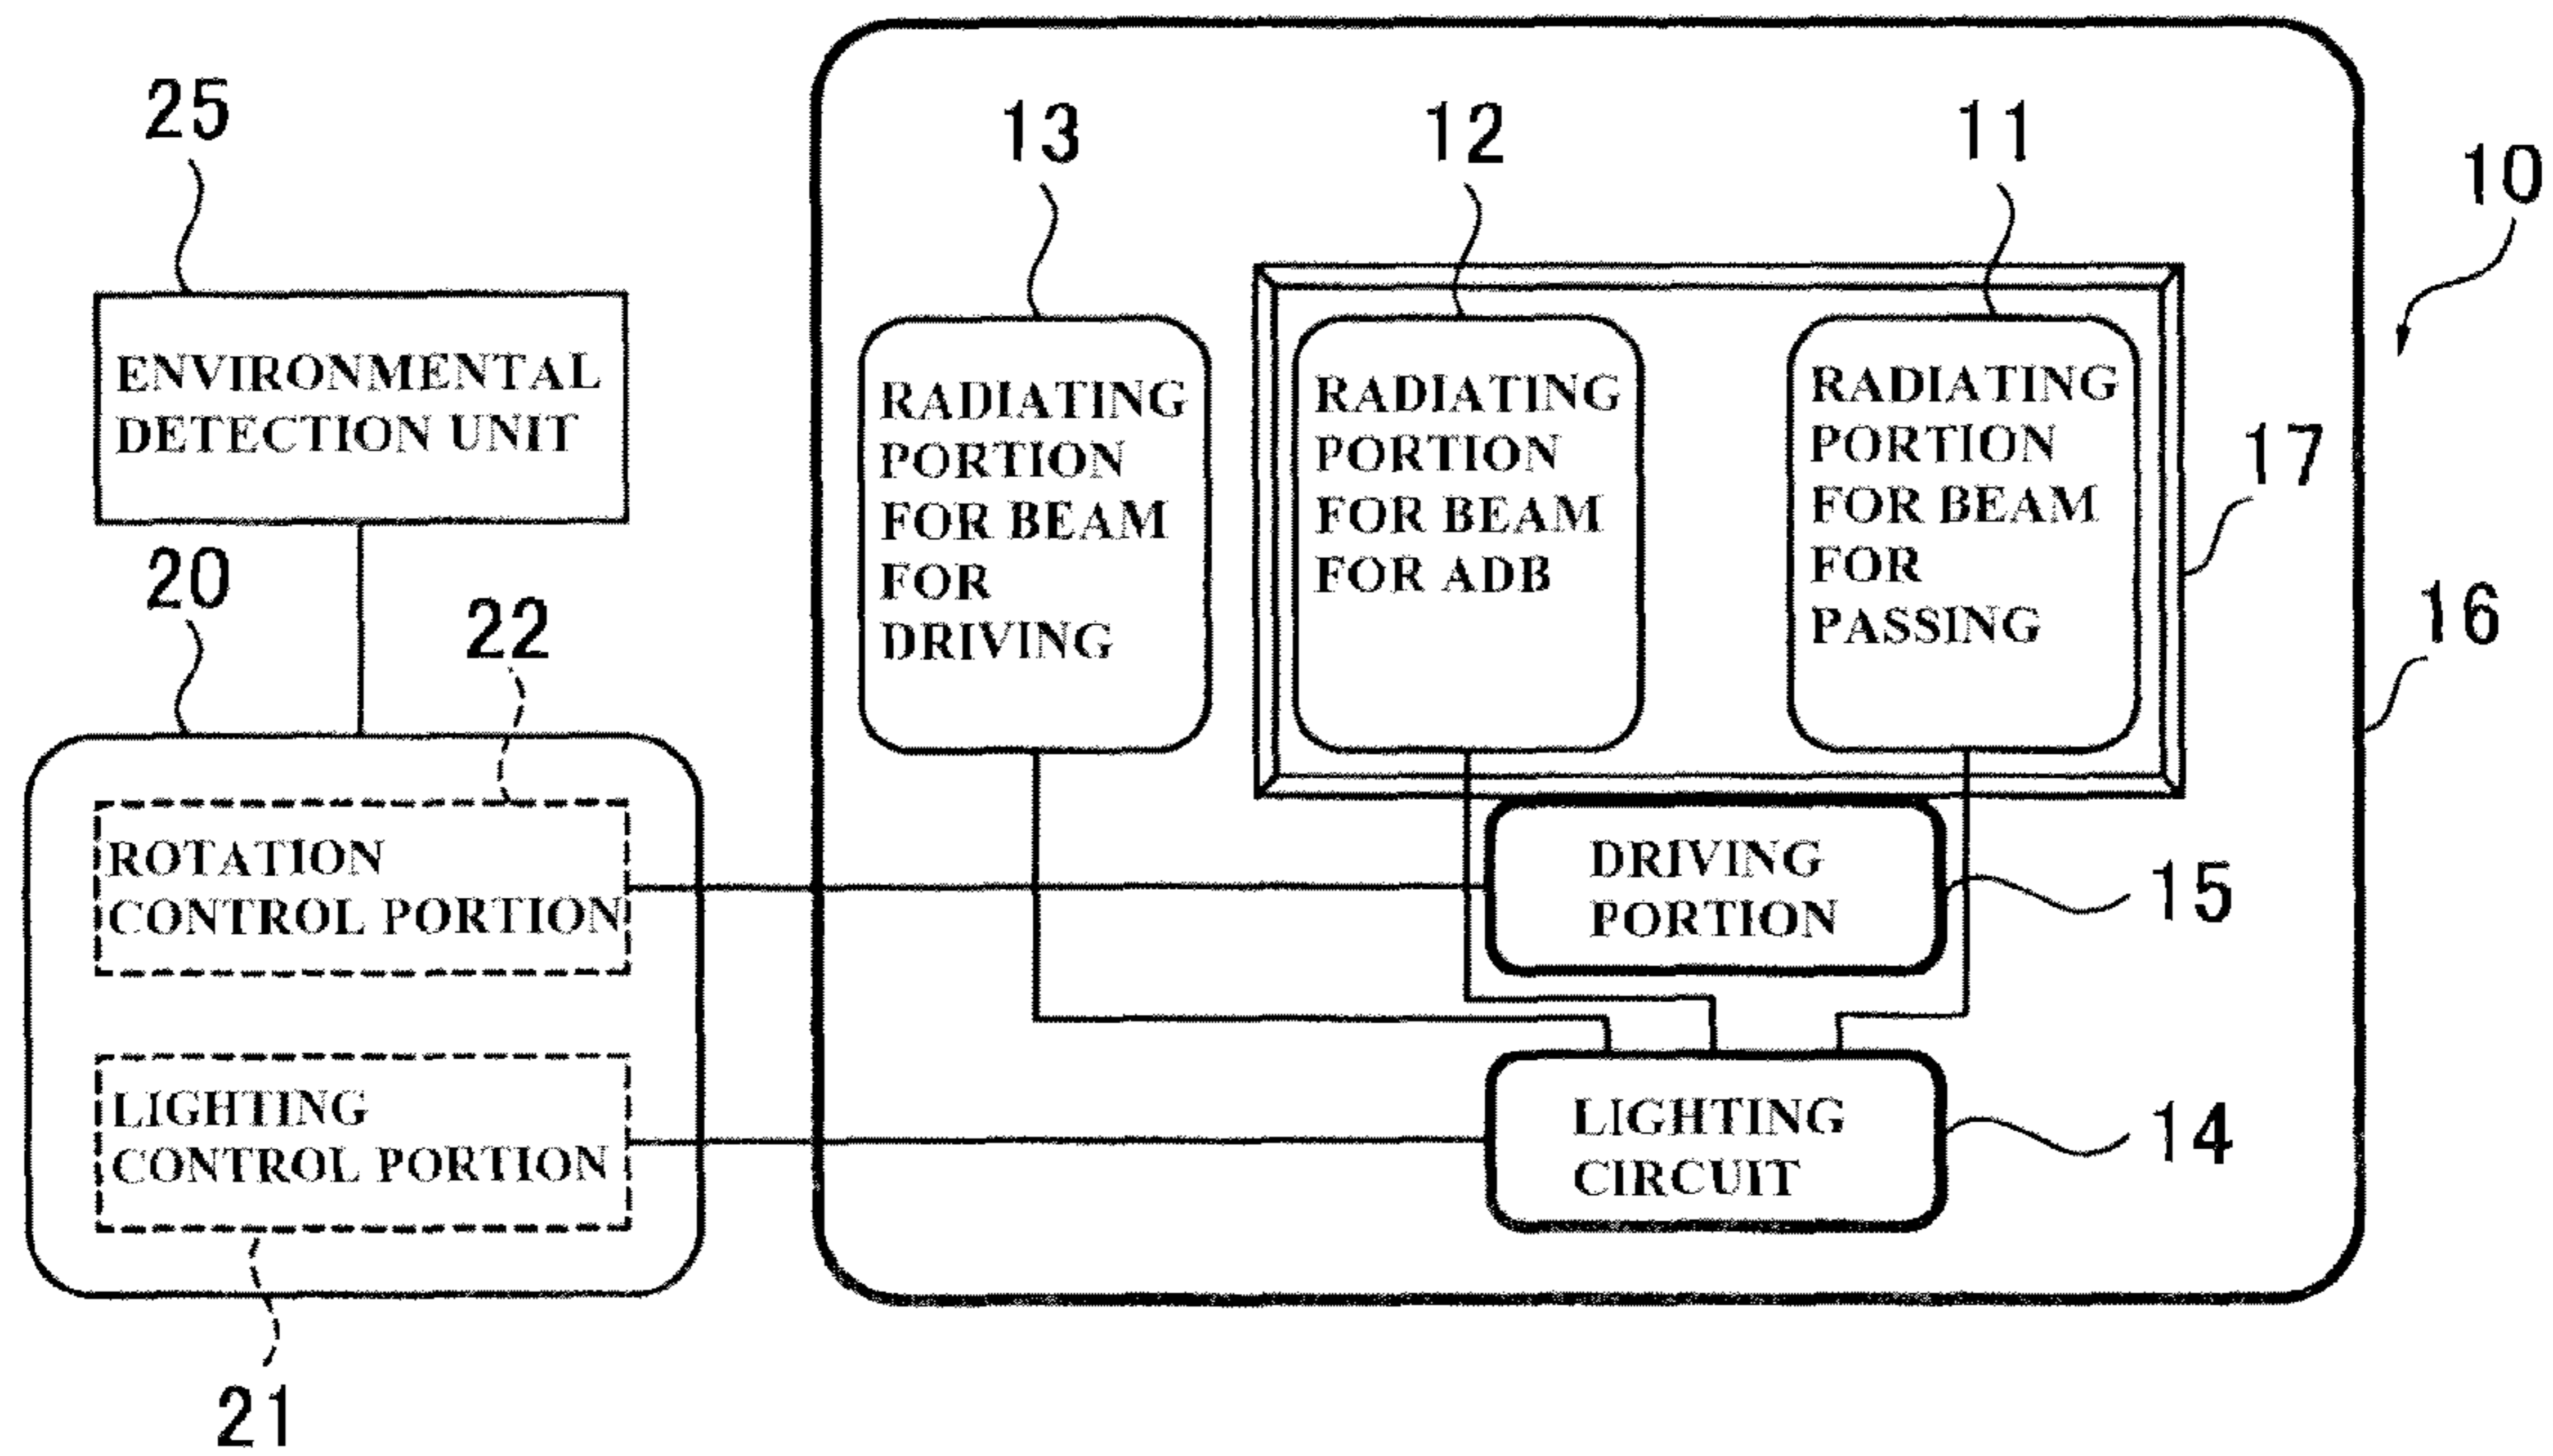 25
13
12
11
10
ENVIRONMENTAL
DETECTION UNIT
RADIATING
PORTION
FOR BEAM
FOR
DRIVING
RADIATING
PORTION
FOR BEAM
FOR ADB
RADIATING
PORTION
FOR BEAM
FOR
PASSING
17
16
20
22
ROTATION
CONTROL PORTION
DRIVING
PORTION
15
LIGHTING
CONTROL PORTION
LIGHTING
CIRCUIT
14
21